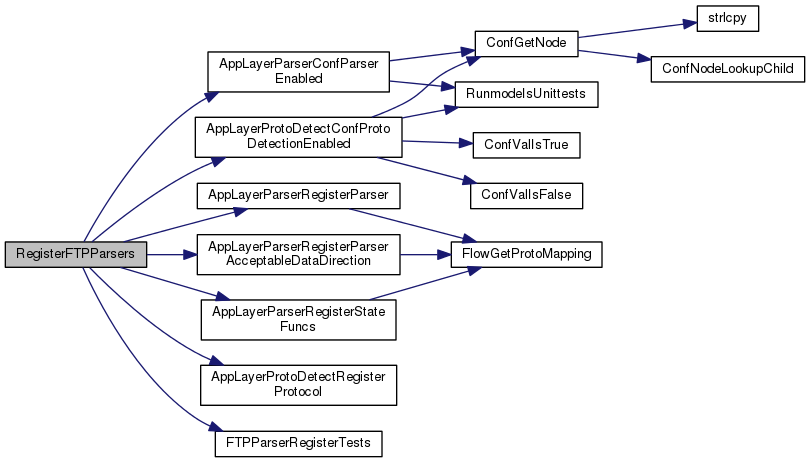 RegisterFTPParsers
AppLayerParserConfParser
Enabled
AppLayerProtoDetectConfProto
DetectionEnabled
AppLayerParserRegisterParser
AppLayerParserRegisterParser
AcceptableDataDirection
AppLayerParserRegisterState
Funcs
AppLayerProtoDetectRegister
Protocol
FTPParserRegisterTests
ConfGetNode
RunmodeIsUnittests
ConfValIsTrue
ConfValIsFalse
FlowGetProtoMapping
strlcpy
ConfNodeLookupChild